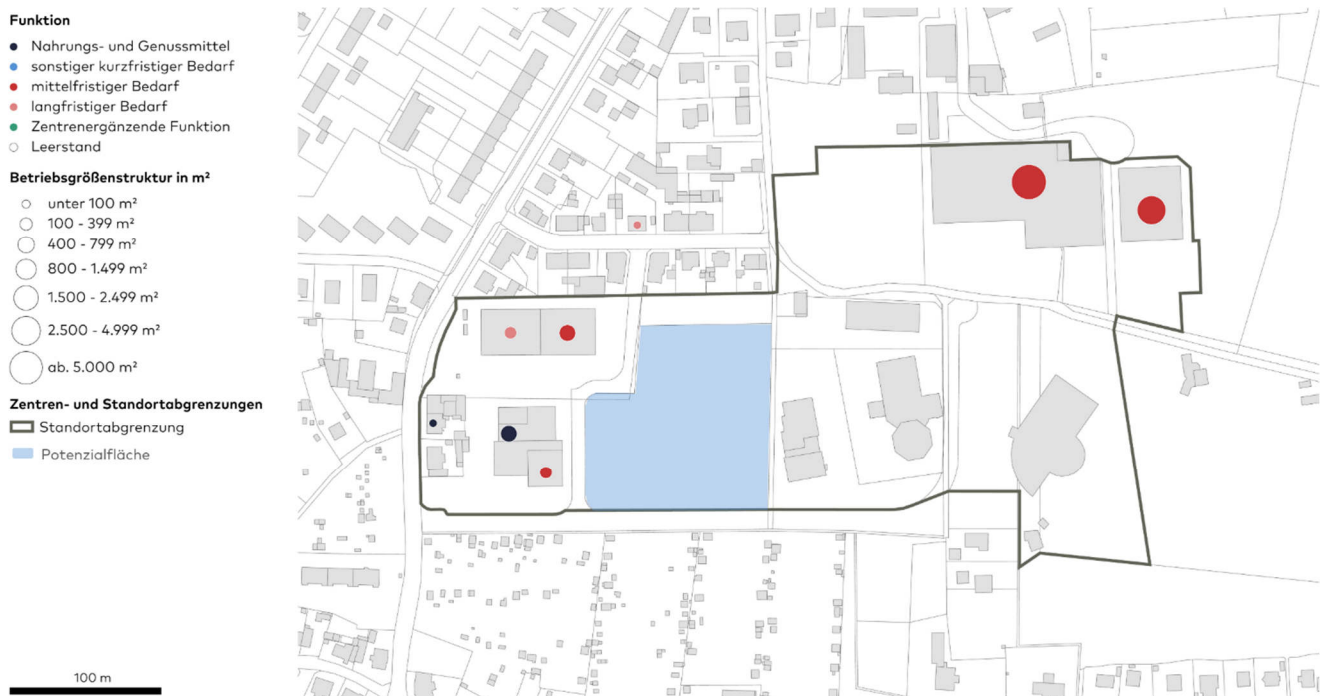 Funktion
Nahrungs- und Genussmittel
sonstiger kurzfristiger Bedarf
mittelfristiger Bedarf
langfristiger Bedarf
Zentrenergänzende Funktion
Leerstand
Betriebsgrößenstruktur in m²
unter 100 m²
100 - 399 m²
400 - 799 m²
800 - 1.499 m²
1.500 - 2.499 m²
2.500 - 4.999 m²
ab. 5.000 m²
Zentren- und Standortabgrenzungen
Standortabgrenzung
Potenzialfläche
100 m